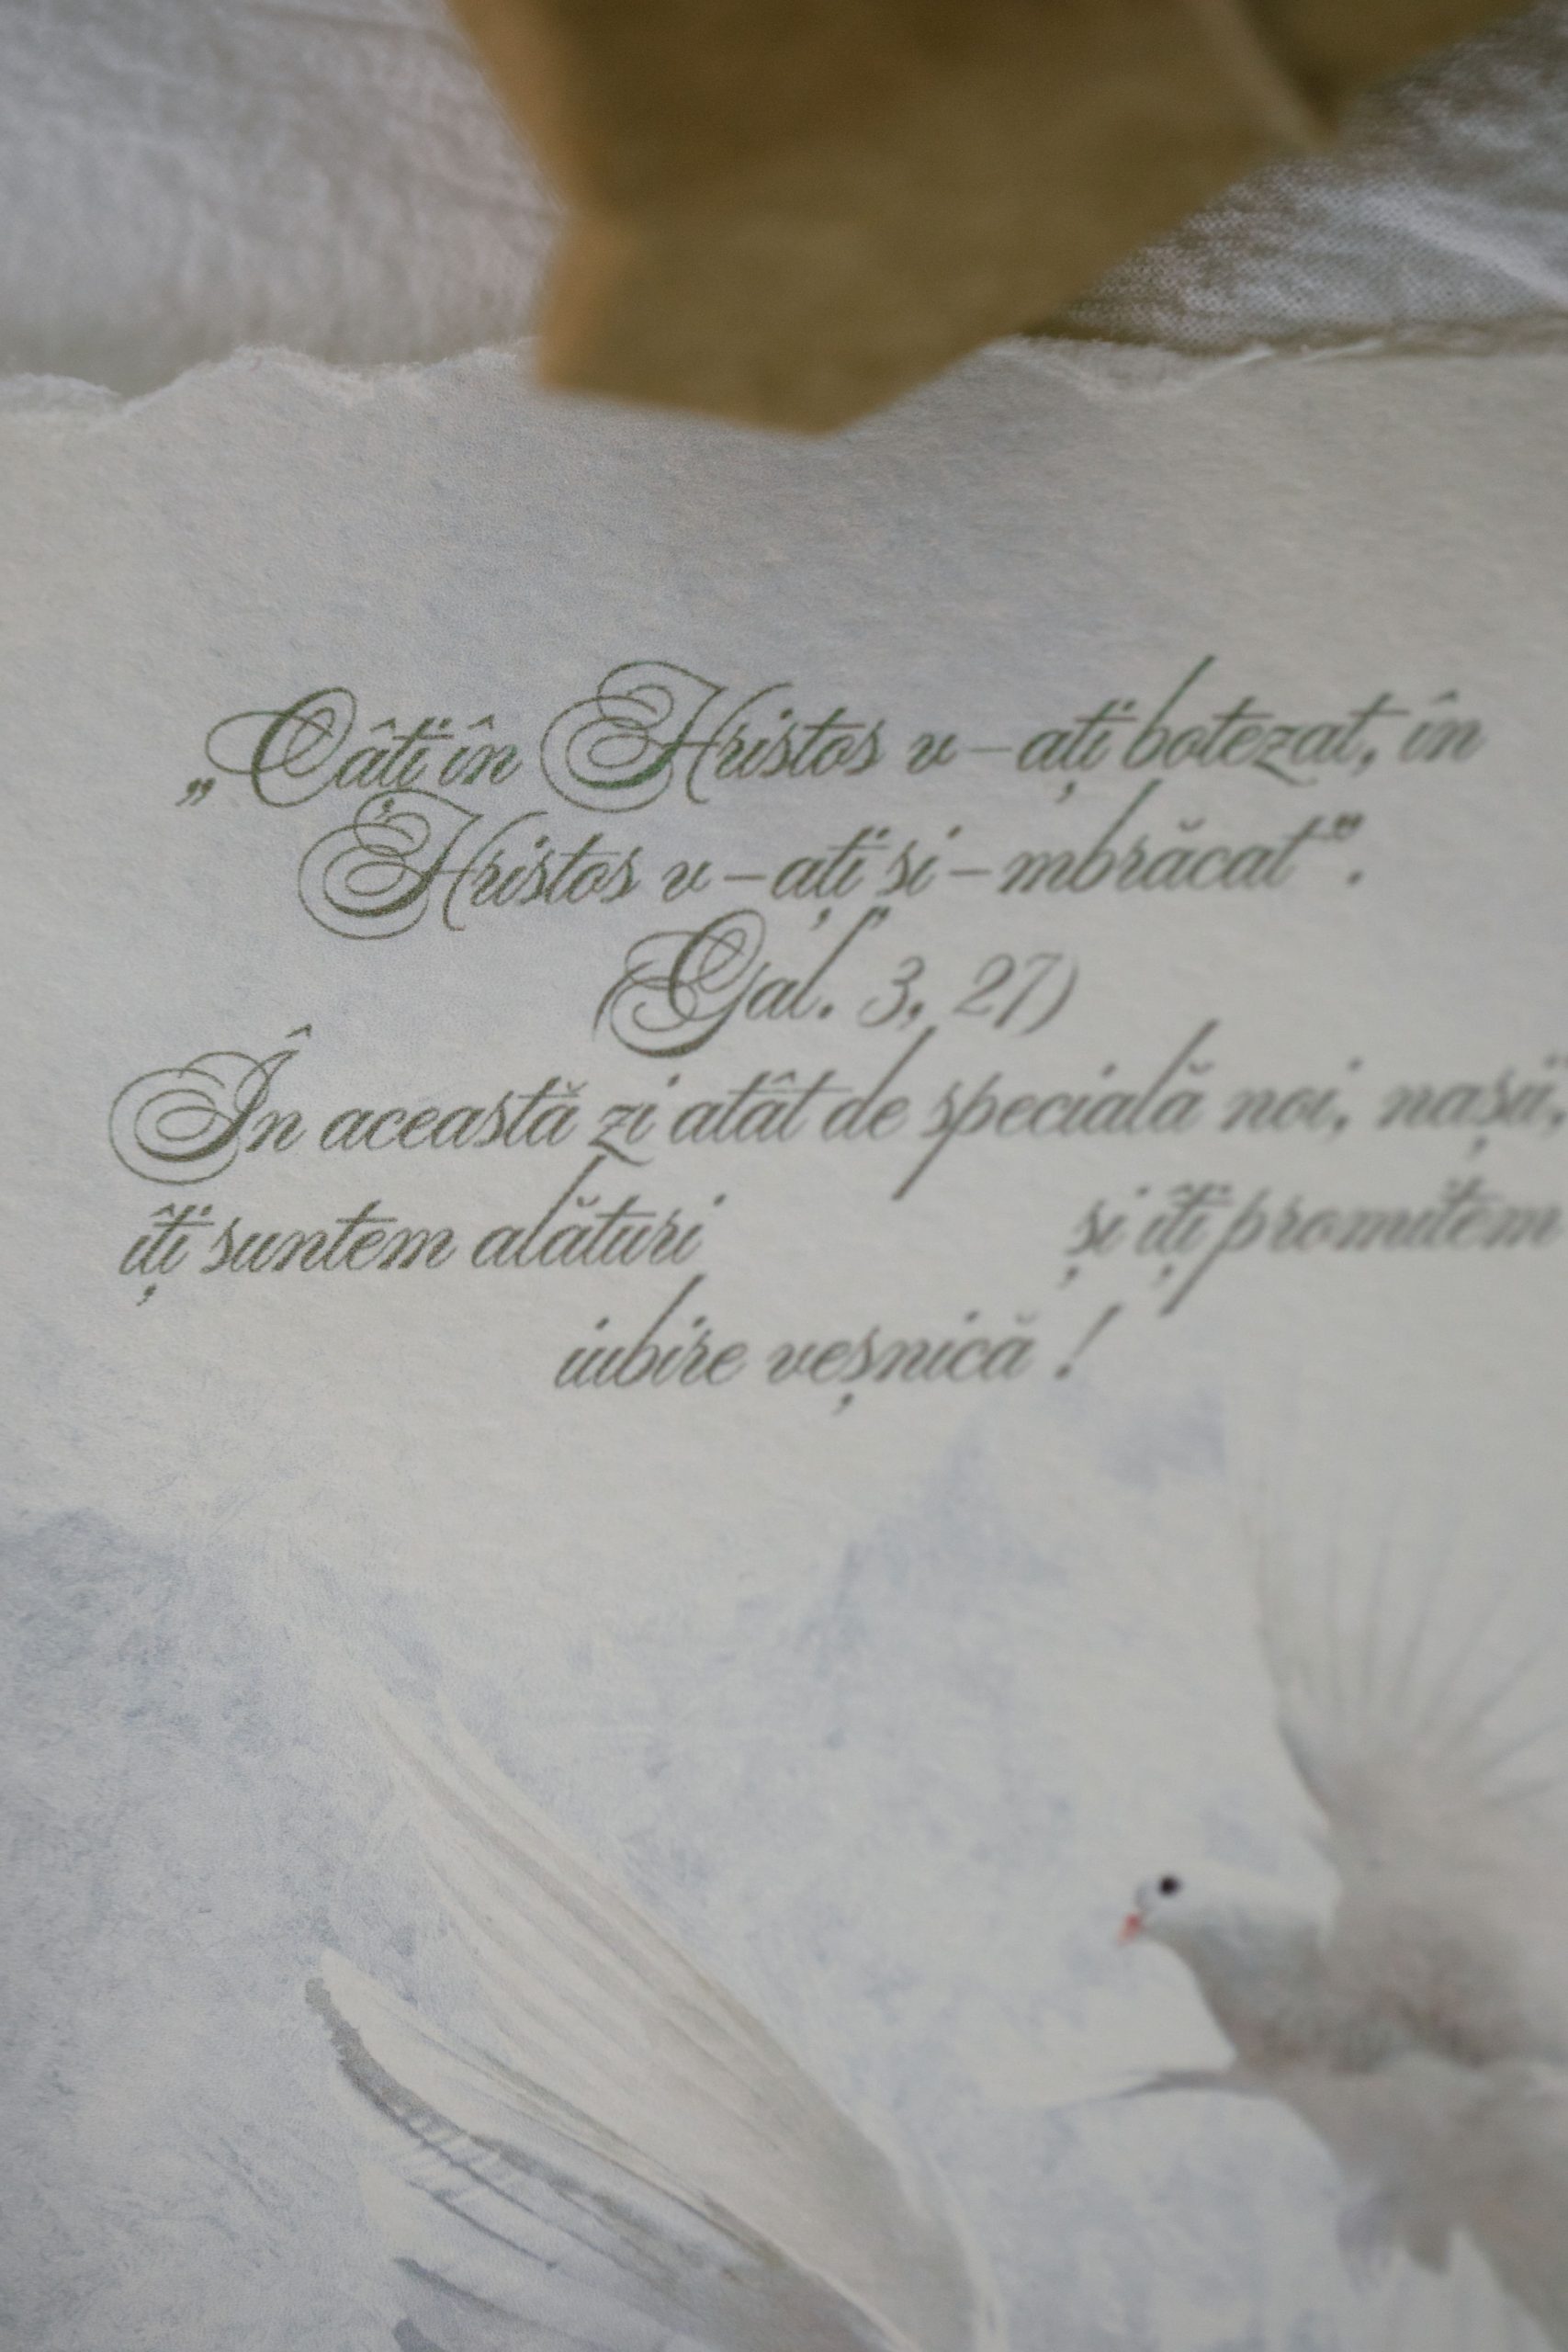 „Câți în Hristos v-ați botezat, în
Hristos v-ați și-mbrăcat”.
(Gal. 3, 27)
În această zi atât de specială noi, nașii,
îți suntem alături și îți promitem
iubire veșnică !